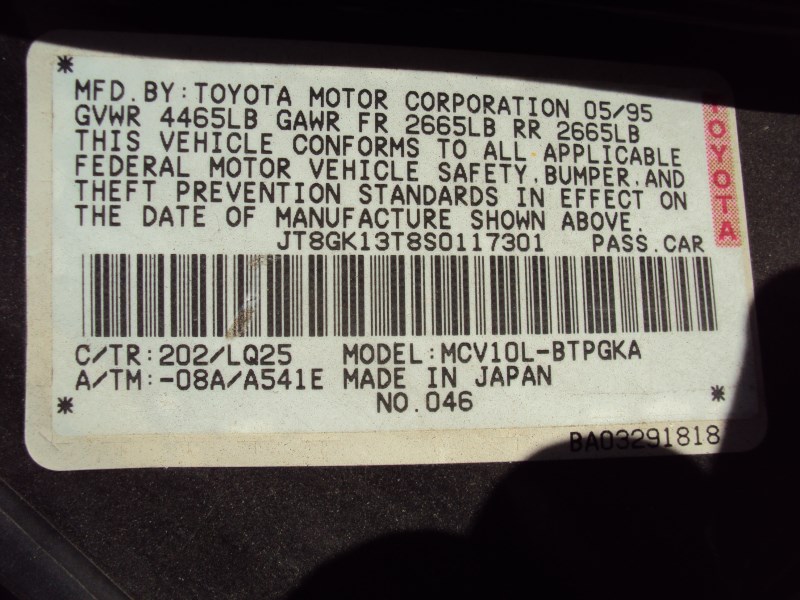 MFD. BY: TOYOTA MOTOR CORPORATION 05/95
GVWR 4465LB GAWR FR 2665LB RR 2665LB
THIS VEHICLE CONFORMS TO ALL APPLICABLE
FEDERAL MOTOR VEHICLE SAFETY, BUMPER, AND
THEFT PREVENTION STANDARDS IN EFFECT ON
THE DATE OF MANUFACTURE SHOWN ABOVE.
JT8GK13T8S0117301 PASS.CAR
TOYOTA
C/TR:202/LQ25 MODEL:MCV10L-BTPGKA
A/TM:-08A/A541E MADE IN JAPAN
NO.046
BA03291818